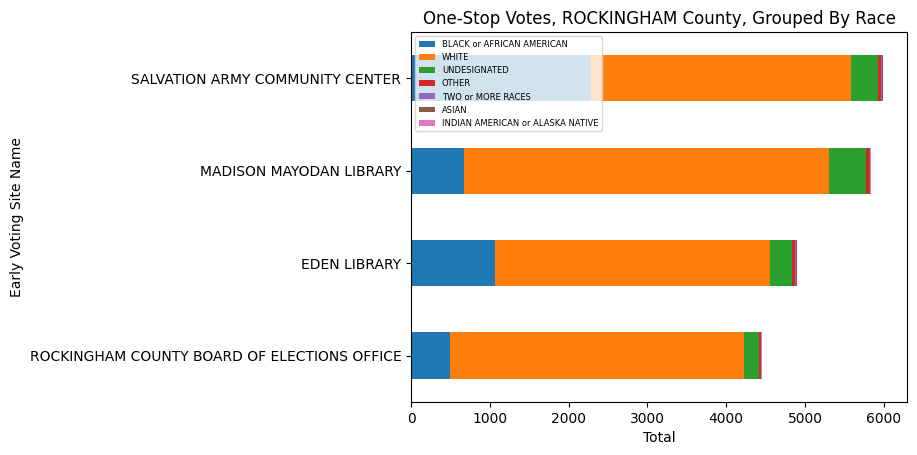 One-Stop Votes, ROCKINGHAM County, Grouped By Race
BLACK or AFRICAN AMERICAN
WHITE
UNDESIGNATED
OTHER
TWO or MORE RACES
ASIAN
INDIAN AMERICAN or ALASKA NATIVE
Early Voting Site Name
SALVATION ARMY COMMUNITY CENTER
MADISON MAYODAN LIBRARY
EDEN LIBRARY
ROCKINGHAM COUNTY BOARD OF ELECTIONS OFFICE
0 1000 2000 3000 4000 5000 6000
Total